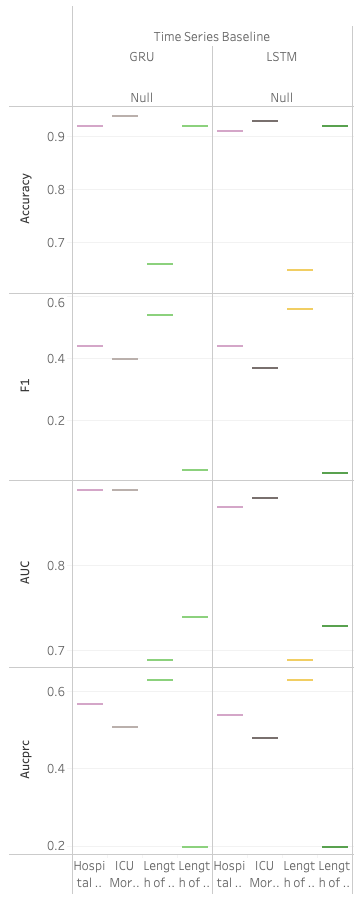 Time Series Baseline
GRU
LSTM
Null
Null
Accuracy
0.9
0.8
0.7
F1
0.6
0.4
0.2
AUC
0.8
0.7
Aucprc
0.6
0.4
0.2
Hospi
tal ..
ICU
Mor..
Lengt
h of ..
Lengt
h of ..
Hospi
tal ..
ICU
Mor..
Lengt
h of ..
Lengt
h of ..